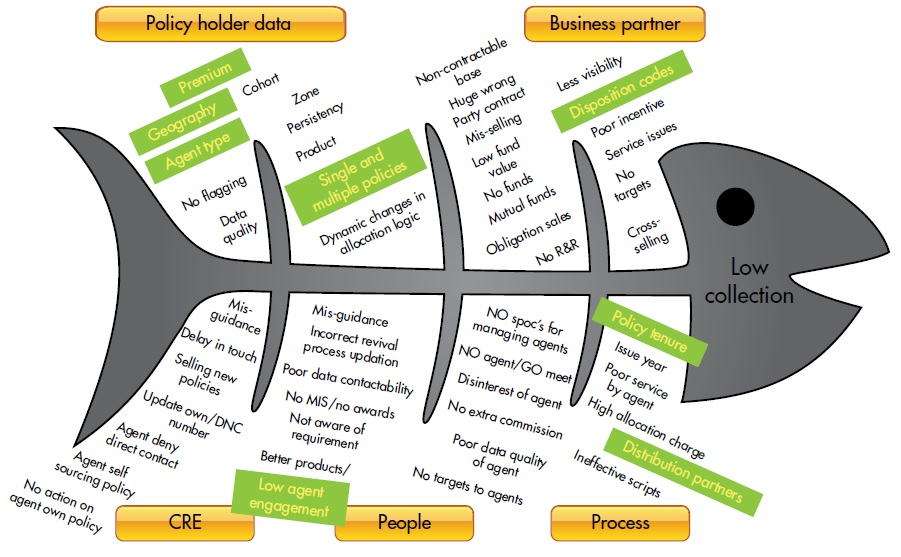 Policy holder data
Business partner
Premium
Cohort
Geography
Agent type
No flagging
Data
quality
Zone
Persistency
Product
Single and
multiple policies
Dynamic changes in
allocation logic
Non-contractable
base
Huge wrong
Party contract
Mis-selling
Low fund
value
No funds
Mutual funds
Obligation sales
No R&R
Less visibility
Disposition codes
Poor incentive
Service issues
No
targets
Cross-
selling
Low
collection
Mis-
guidance
Delay in touch
Selling new
policies
Update own/DNC
number
Agent deny
direct contact
Agent self
sourcing policy
No action on
agent own policy
Mis-guidance
Incorrect revival
process updation
Poor data contactability
No MIS/no awards
Not aware of
requirement
Better products/
Low agent
engagement
NO spoc's for
managing agents
NO agent/GO meet
Disinterest of agent
No extra commission
Poor data quality
of agent
No targets to agents
Policy tenure
Issue year
Poor service
by agent
High allocation charge
Distribution partners
Ineffective scripts
CRE
People
Process